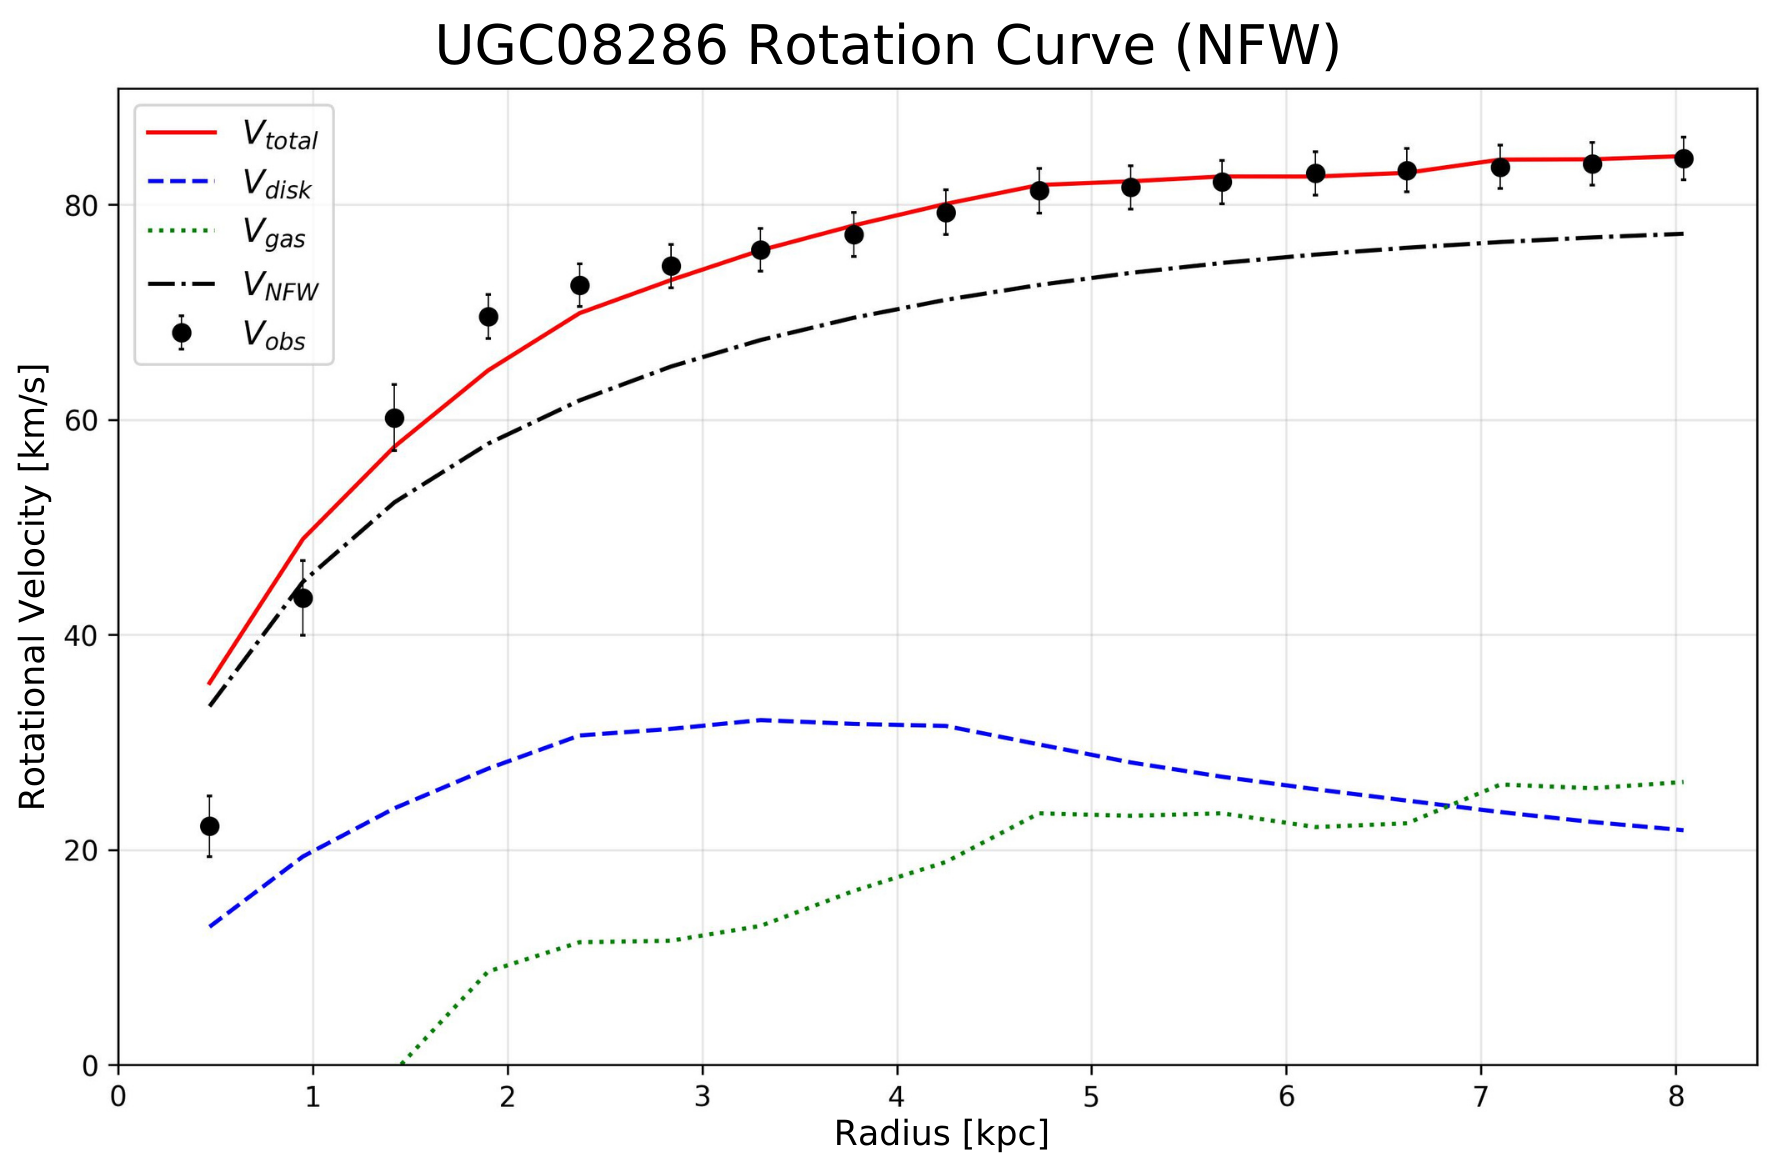 UGC08286 Rotation Curve (NFW)
V_total
V_disk
V_gas
V_NFW
V_obs
Rotational Velocity [km/s]
80
60
40
20
0
0 1 2 3 4 5 6 7 8
Radius [kpc]